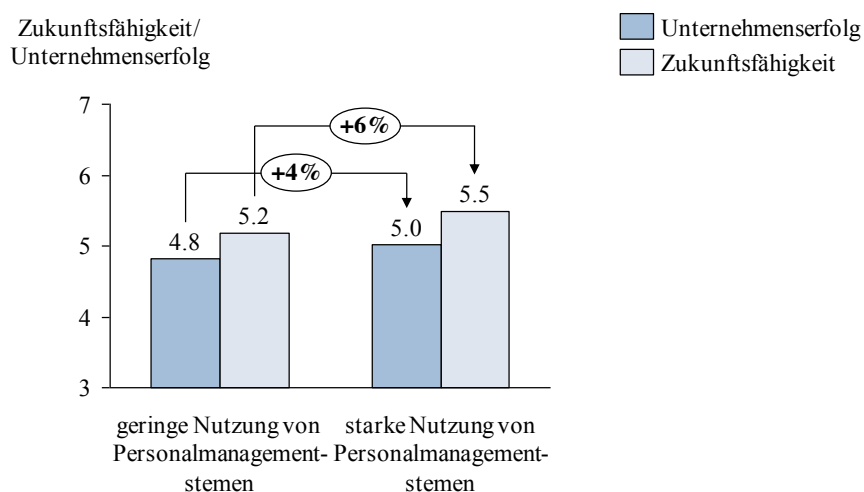 Zukunftsfähigkeit/
Unternehmenserfolg
Unternehmenserfolg
Zukunftsfähigkeit
7
+6%
6
+4%
5.5
5.2
5.0
4.8
5
4
3
geringe Nutzung von
Personalmanagement-
stemen
starke Nutzung von
Personalmanagement-
stemen